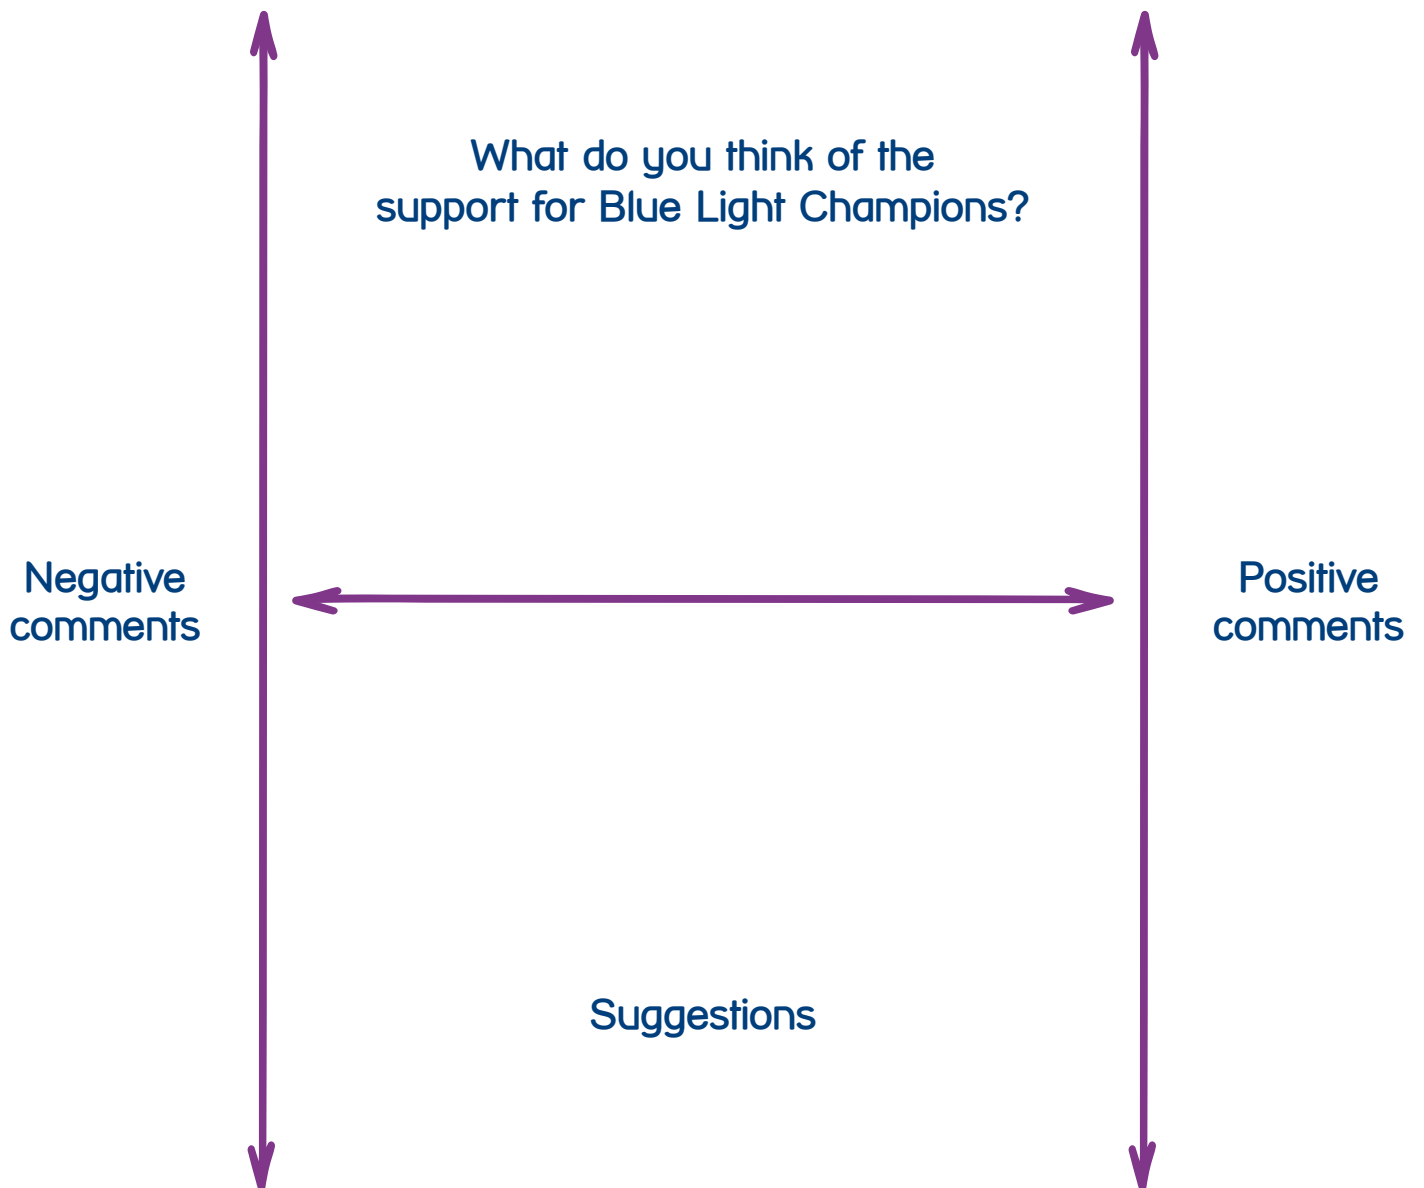 What do you think of the
support for Blue Light Champions?
Negative
comments
Positive
comments
Suggestions